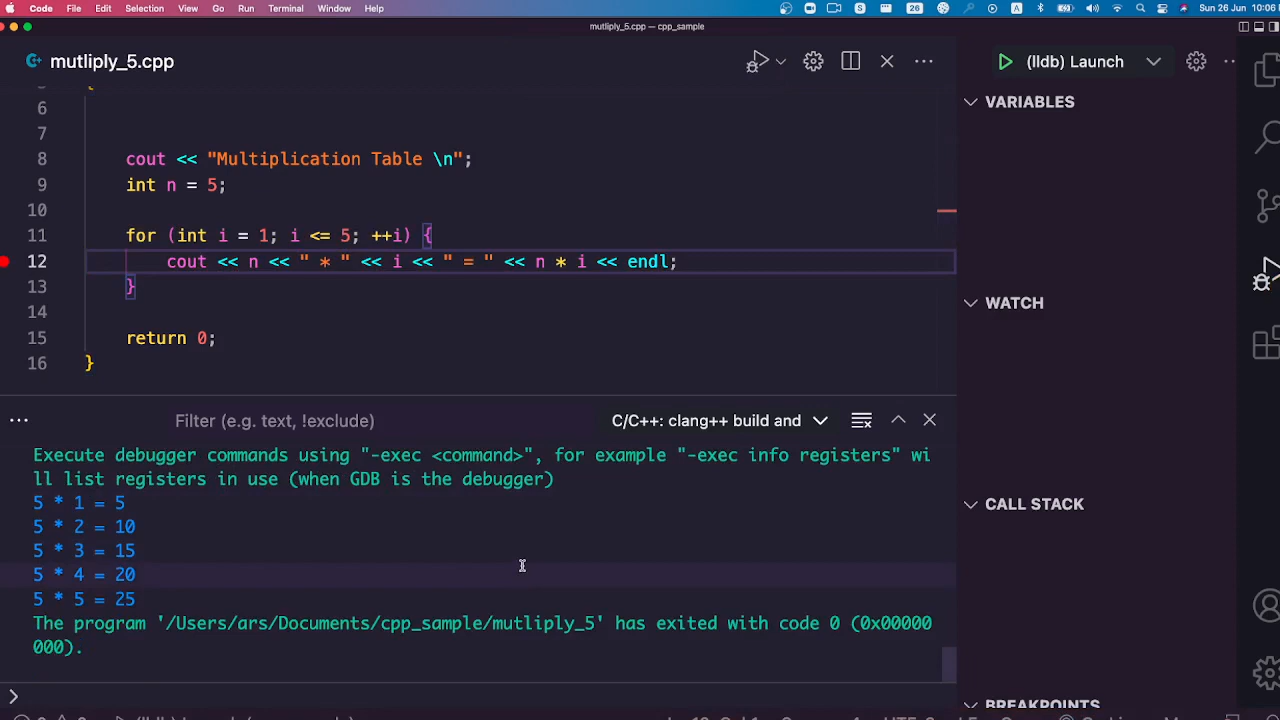 Code File Edit Selection View Go Run Terminal Window Help 26 A Sun 26 Jun 10:06
mutliply_5.cpp — cpp_sample
mutliply_5.cpp
(lldb) Launch
VARIABLES
6
7
8 cout << "Multiplication Table \n";
9 int n = 5;
10
11 for (int i = 1; i <= 5; ++i) {
12 cout << n << " * " << i << " = " << n * i << endl;
13 }
14
15 return 0;
16 }
WATCH
CALL STACK
BREAKPOINTS
Filter (e.g. text, !exclude) C/C++: clang++ build and
Execute debugger commands using "-exec <command>", for example "-exec info registers" wi
ll list registers in use (when GDB is the debugger)
5 * 1 = 5
5 * 2 = 10
5 * 3 = 15
5 * 4 = 20
5 * 5 = 25
The program '/Users/ars/Documents/cpp_sample/mutliply_5' has exited with code 0 (0x00000
000).
>